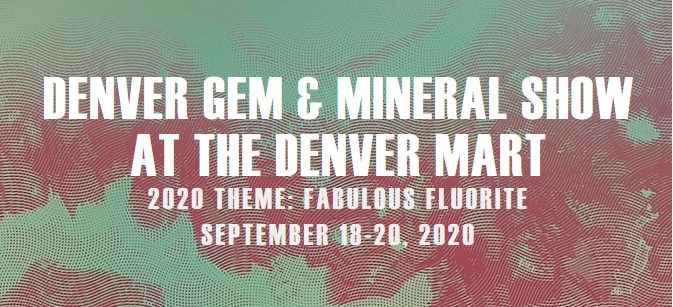 DENVER GEM & MINERAL SHOW
AT THE DENVER MART
2020 THEME: FABULOUS FLUORITE
SEPTEMBER 18-20, 2020